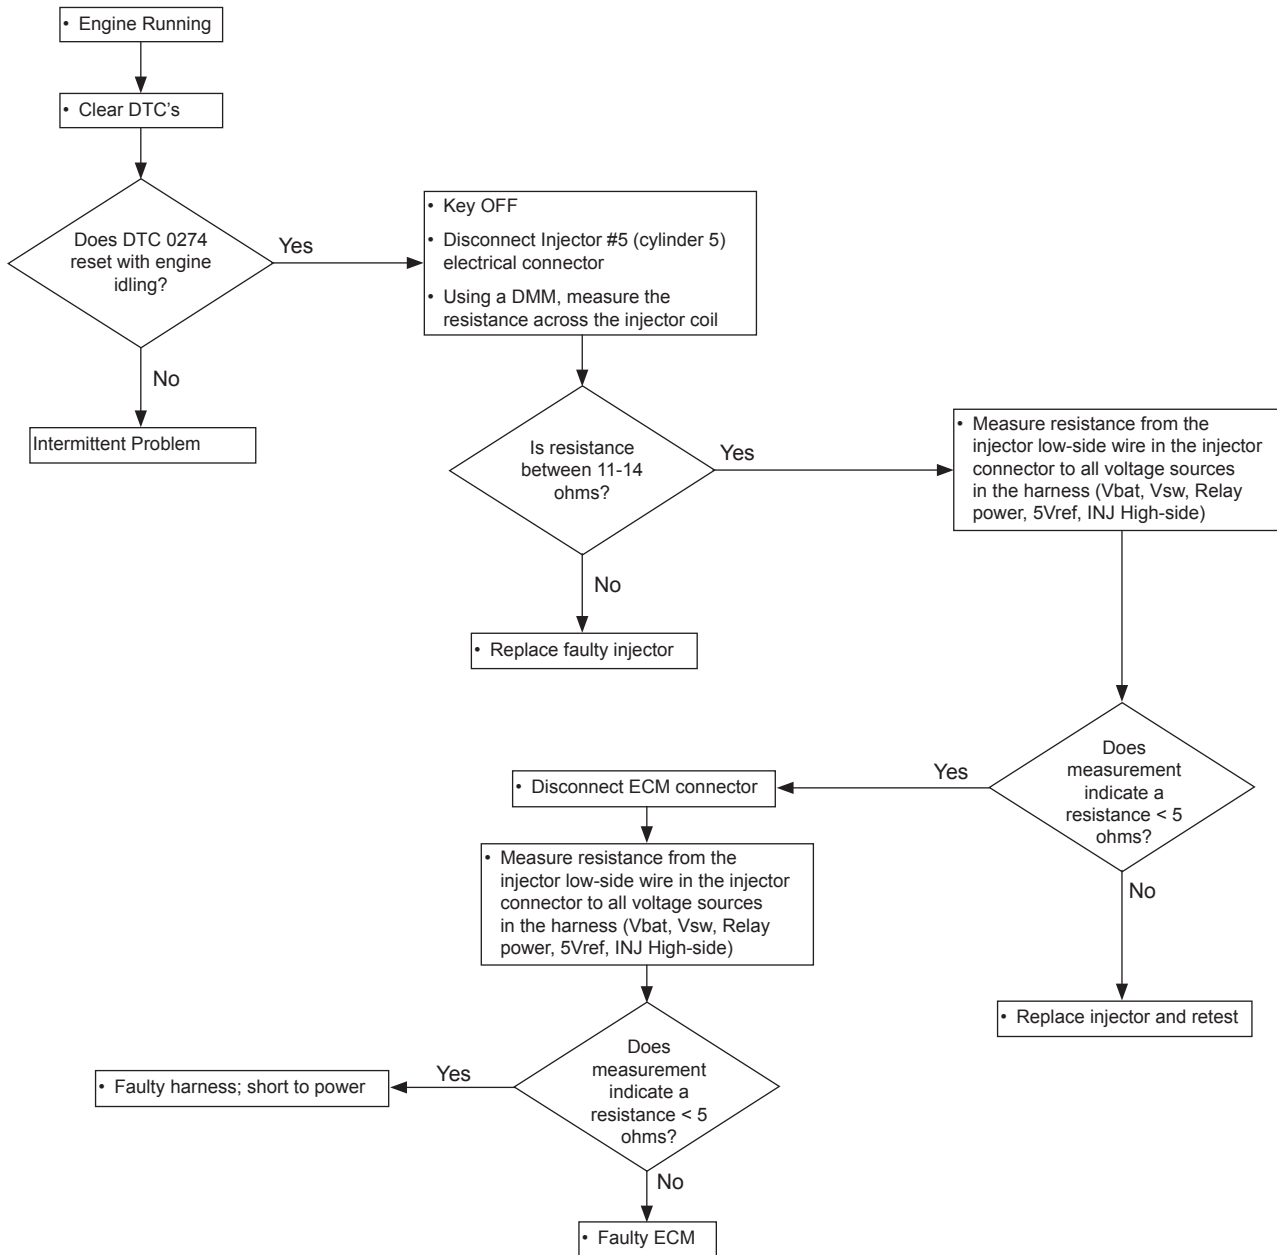 • Engine Running
• Clear DTC's
Does DTC 0274
reset with engine
idling?
Yes
No
Intermittent Problem
• Key OFF
• Disconnect Injector #5 (cylinder 5)
electrical connector
• Using a DMM, measure the
resistance across the injector coil
Is resistance
between 11-14
ohms?
Yes
No
• Replace faulty injector
• Measure resistance from the
injector low-side wire in the injector
connector to all voltage sources
in the harness (Vbat, Vsw, Relay
power, 5Vref, INJ High-side)
Does
measurement
indicate a
resistance < 5
ohms?
Yes
No
• Replace injector and retest
• Disconnect ECM connector
• Measure resistance from the
injector low-side wire in the injector
connector to all voltage sources
in the harness (Vbat, Vsw, Relay
power, 5Vref, INJ High-side)
Does
measurement
indicate a
resistance < 5
ohms?
Yes
• Faulty harness; short to power
No
• Faulty ECM